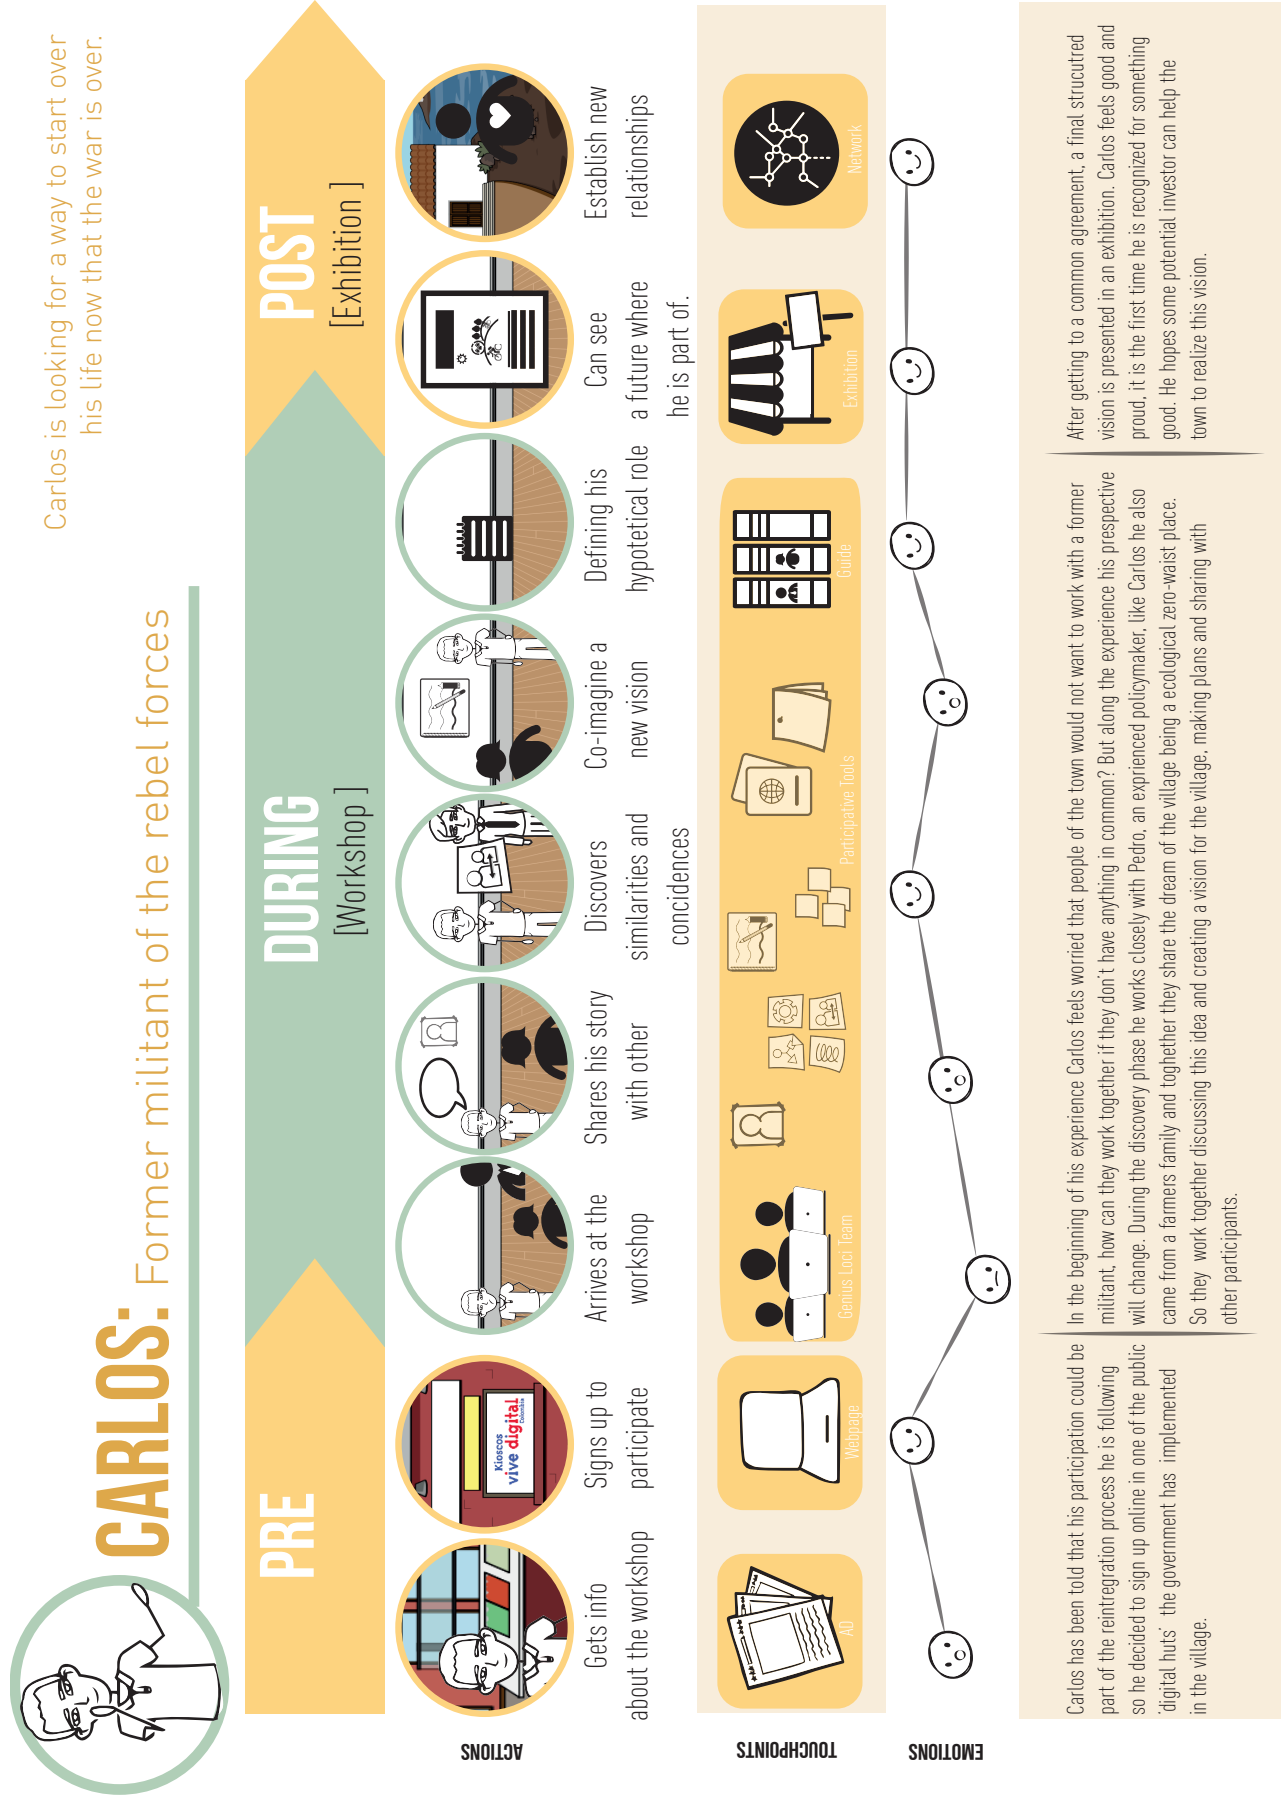 CARLOS: Former militant of the rebel forces
Carlos is looking for a way to start over
his life now that the war is over.
PRE
DURING
[Workshop ]
POST
[Exhibition ]
ACTIONS
Gets info
about the workshop
Signs up to
participate
Arrives at the
workshop
Shares his story
with other
Discovers
similarities and
concidences
Co-imagine a
new vision
Defining his
hypotetical role
Can see
a future where
he is part of.
Establish new
relationships
Kioscos
vive digital
Colombia
TOUCHPOINTS
AD
Webpage
Genius Loci Team
Participative Tools
Guide
Exhibition
Network
EMOTIONS
Carlos has been told that his participation could be
part of the reintregration process he is following
so he decided to sign up online in one of the public
'digital huts' the government has implemented
in the village.
In the beginning of his experience Carlos feels worried that people of the town would not want to work with a former
militant, how can they work together if they don't have anything in common? But along the experience his prespective
will change. During the discovery phase he works closely with Pedro, an exprienced policymaker, like Carlos he also
came from a farmers family and toghether they share the dream of the village being a ecological zero-waist place.
So they work together discussing this idea and creating a vision for the village, making plans and sharing with
other participants.
After getting to a common agreement, a final strucutred
vision is presented in an exhibition. Carlos feels good and
proud, it is the first time he is recognized for something
good. He hopes some potential investor can help the
town to realize this vision.